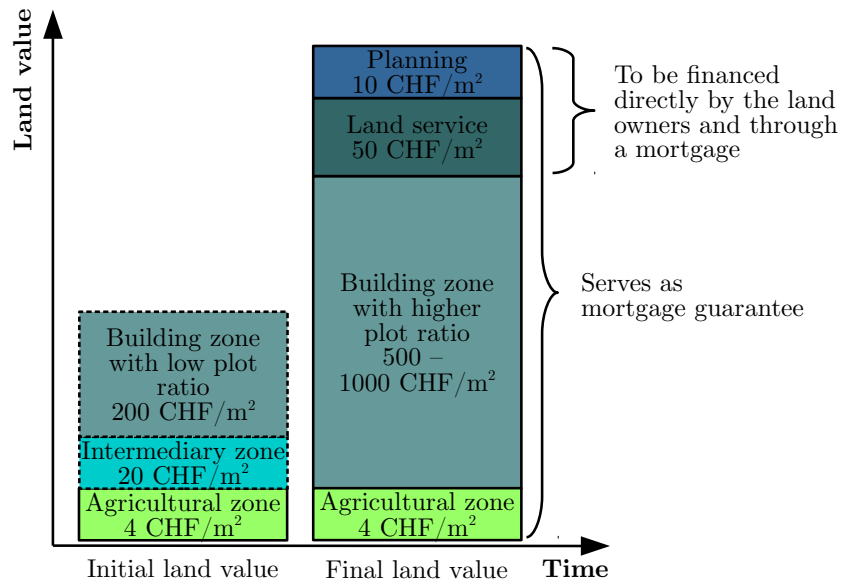 Land value
Planning
10 CHF/m²
Land service
50 CHF/m²
To be financed
directly by the land
owners and through
a mortgage
Building zone
with higher
plot ratio
500 –
1000 CHF/m²
Serves as
mortgage guarantee
Building zone
with low plot
ratio
200 CHF/m²
Intermediary zone
20 CHF/m²
Agricultural zone
4 CHF/m²
Agricultural zone
4 CHF/m²
Initial land value
Final land value
Time